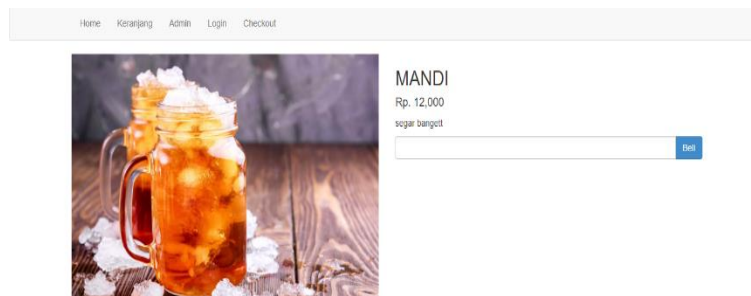 Home Keranjang Admin Login Checkout
MANDI
Rp. 12,000
segar bangett
Beli